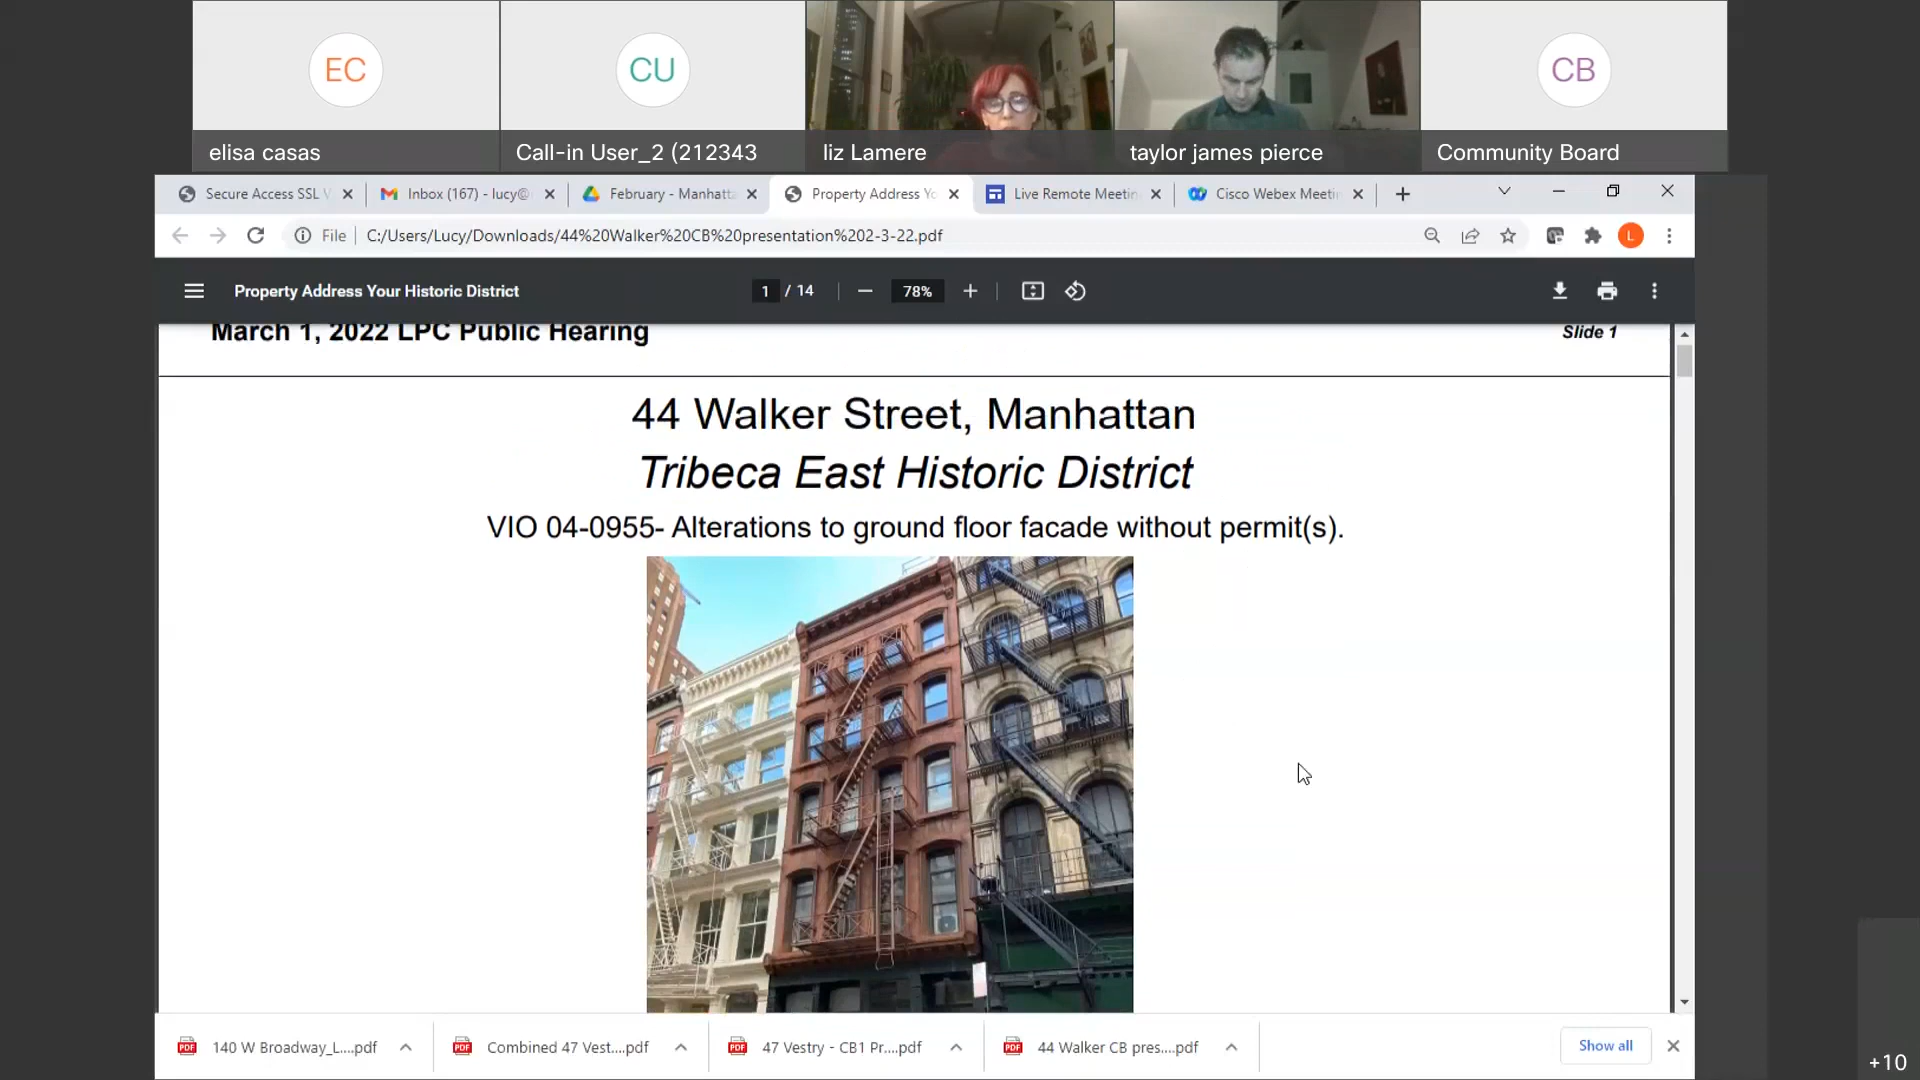 EC
CU
CB
elisa casas
Call-in User_2 (212343
liz Lamere
taylor james pierce
Community Board
Secure Access SSL V
Inbox (167) - lucy@
February - Manhatta
Property Address Yo
Live Remote Meetin
Cisco Webex Meeti
File
C:/Users/Lucy/Downloads/44%20Walker%20CB%20presentation%202-3-22.pdf
L
Property Address Your Historic District
1 / 14
78%
March 1, 2022 LPC Public Hearing
Slide 1
44 Walker Street, Manhattan
Tribeca East Historic District
VIO 04-0955- Alterations to ground floor facade without permit(s).
PDF 140 W Broadway_L....pdf
PDF Combined 47 Vest....pdf
PDF 47 Vestry - CB1 Pr....pdf
PDF 44 Walker CB pres....pdf
Show all
+10